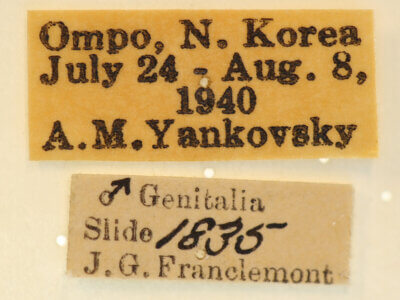 Ompo, N. Korea
July 24 - Aug. 8,
1940
A.M.Yankovsky
♂ Genitalia
Slide 1835
J. G. Franclemont